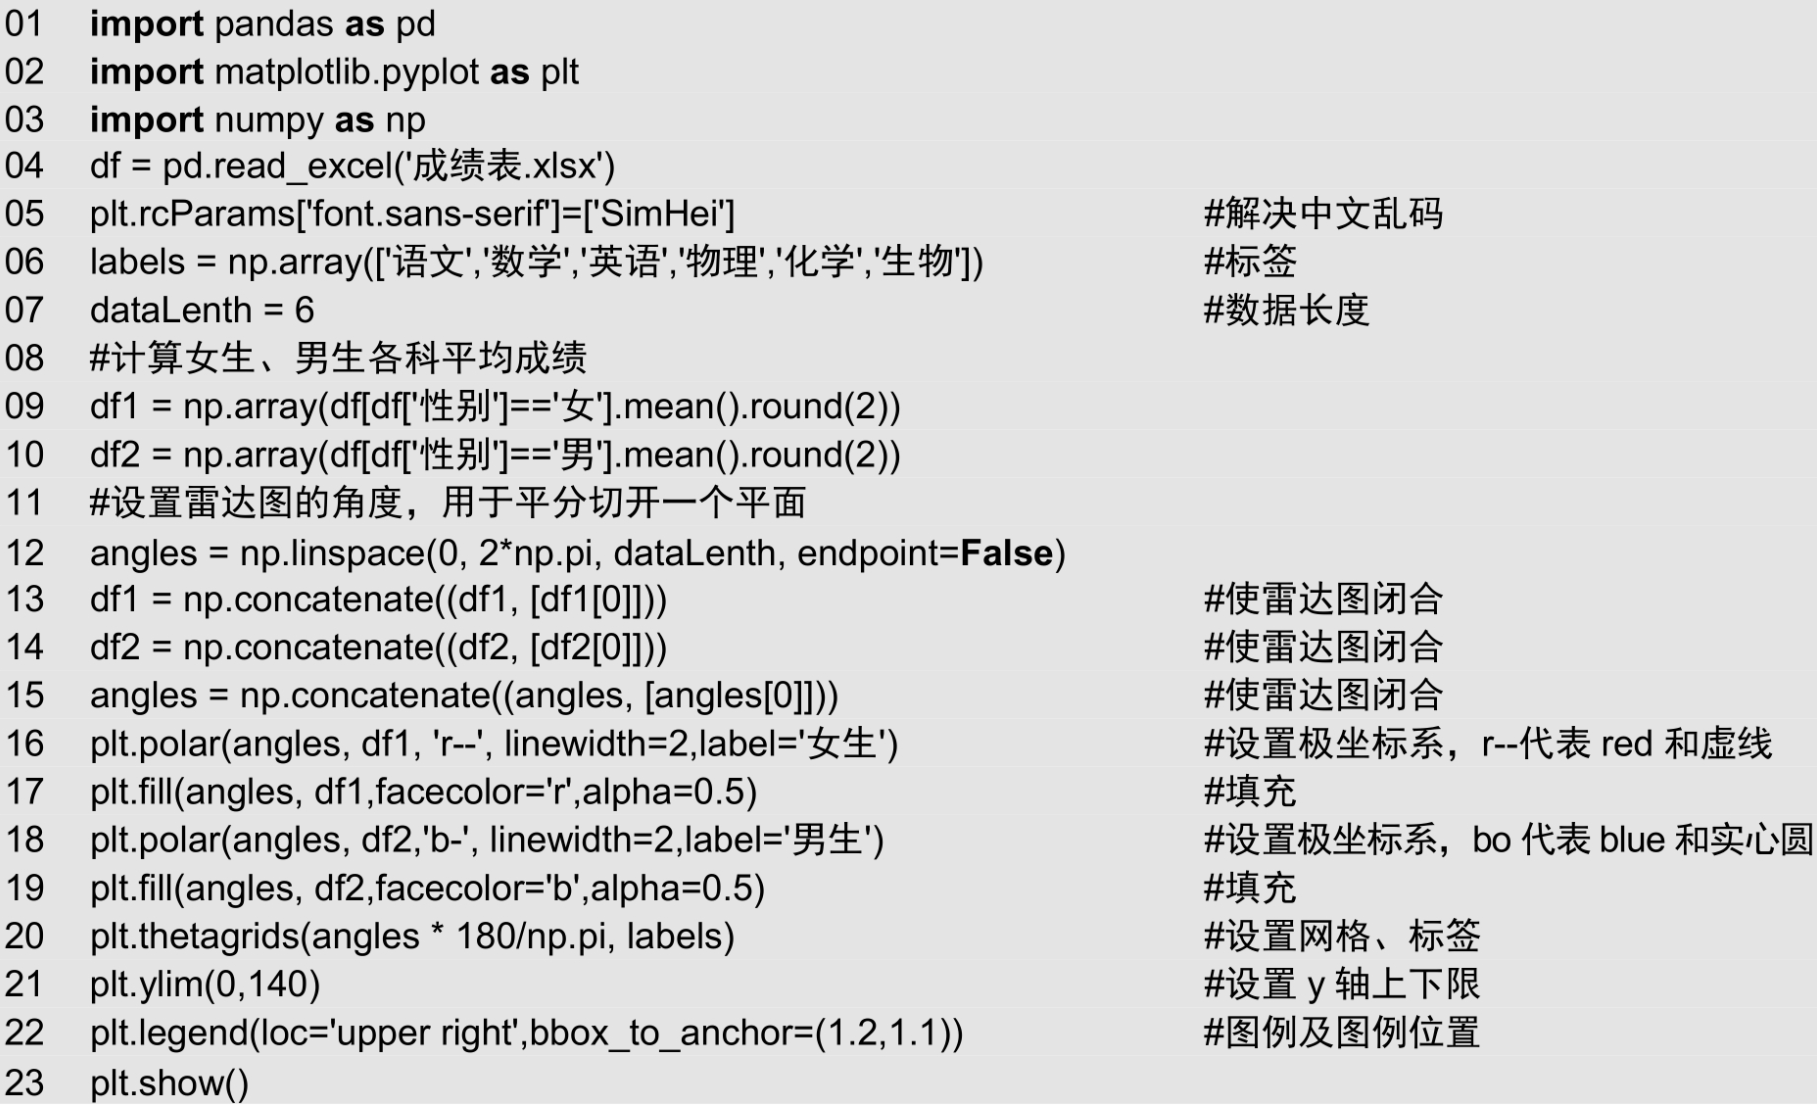 01 import pandas as pd
02 import matplotlib.pyplot as plt
03 import numpy as np
04 df = pd.read_excel('成绩表.xlsx')
05 plt.rcParams['font.sans-serif']=['SimHei'] #解决中文乱码
06 labels = np.array(['语文','数学','英语','物理','化学','生物']) #标签
07 dataLenth = 6 #数据长度
08 #计算女生、男生各科平均成绩
09 df1 = np.array(df[df['性别']=='女'].mean().round(2))
10 df2 = np.array(df[df['性别']=='男'].mean().round(2))
11 #设置雷达图的角度，用于平分切开一个平面
12 angles = np.linspace(0, 2*np.pi, dataLenth, endpoint=False)
13 df1 = np.concatenate((df1, [df1[0]])) #使雷达图闭合
14 df2 = np.concatenate((df2, [df2[0]])) #使雷达图闭合
15 angles = np.concatenate((angles, [angles[0]])) #使雷达图闭合
16 plt.polar(angles, df1, 'r--', linewidth=2,label='女生') #设置极坐标系，r--代表 red 和虚线
17 plt.fill(angles, df1,facecolor='r',alpha=0.5) #填充
18 plt.polar(angles, df2,'b-', linewidth=2,label='男生') #设置极坐标系，bo 代表 blue 和实心圆
19 plt.fill(angles, df2,facecolor='b',alpha=0.5) #填充
20 plt.thetagrids(angles * 180/np.pi, labels) #设置网格、标签
21 plt.ylim(0,140) #设置 y 轴上下限
22 plt.legend(loc='upper right',bbox_to_anchor=(1.2,1.1)) #图例及图例位置
23 plt.show()